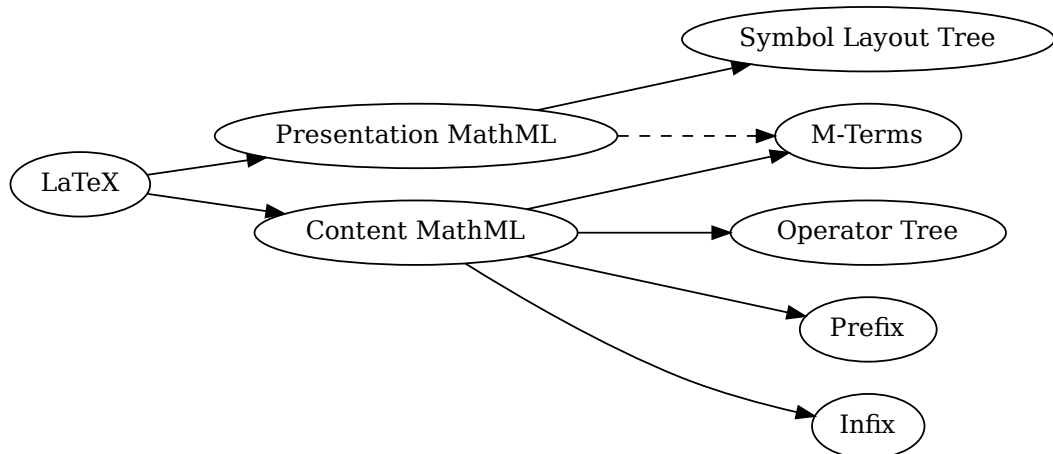 Symbol Layout Tree
Presentation MathML
M-Terms
LaTeX
Content MathML
Operator Tree
Prefix
Infix